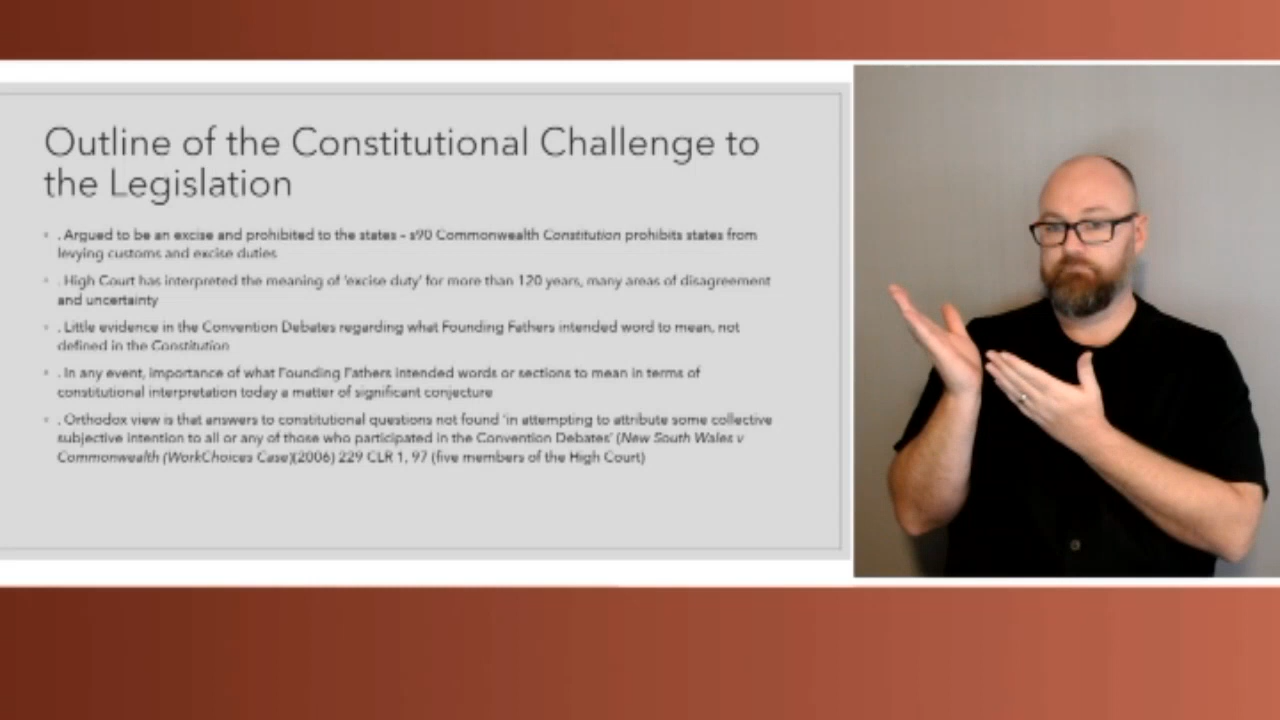 Outline of the Constitutional Challenge to
the Legislation
. Argued to be an excise and prohibited to the states - s90 Commonwealth Constitution prohibits states from
levying customs and excise duties
. High Court has interpreted the meaning of 'excise duty' for more than 120 years, many areas of disagreement
and uncertainty
. Little evidence in the Convention Debates regarding what Founding Fathers intended word to mean, not
defined in the Constitution
. In any event, importance of what Founding Fathers intended words or sections to mean in terms of
constitutional interpretation today a matter of significant conjecture
. Orthodox view is that answers to constitutional questions not found 'in attempting to attribute some collective
subjective intention to all or any of those who participated in the Convention Debates' (New South Wales v
Commonwealth (WorkChoices Case)(2006) 229 CLR 1, 97 (five members of the High Court)